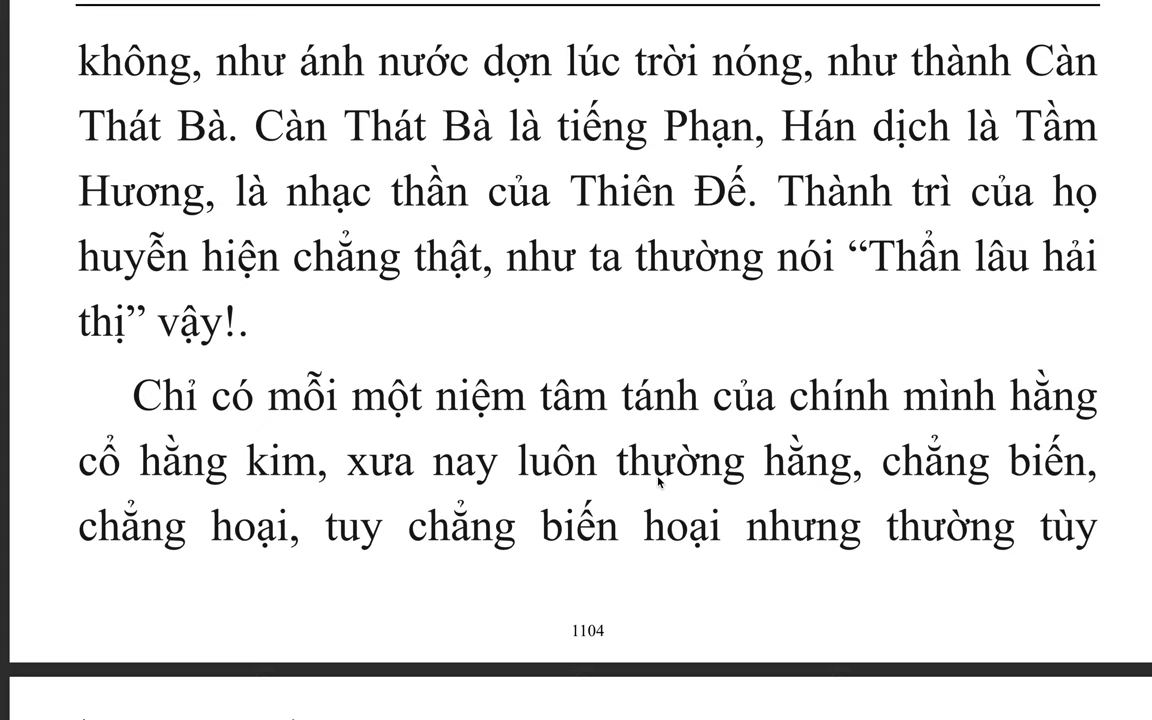 không, như ánh nước dợn lúc trời nóng, như thành Càn
Thát Bà. Càn Thát Bà là tiếng Phạn, Hán dịch là Tầm
Hương, là nhạc thần của Thiên Đế. Thành trì của họ
huyễn hiện chẳng thật, như ta thường nói “Thẩn lâu hải
thị” vậy!.
Chỉ có mỗi một niệm tâm tánh của chính mình hằng
cổ hằng kim, xưa nay luôn thường hằng, chẳng biến,
chẳng hoại, tuy chẳng biến hoại nhưng thường tùy
1104